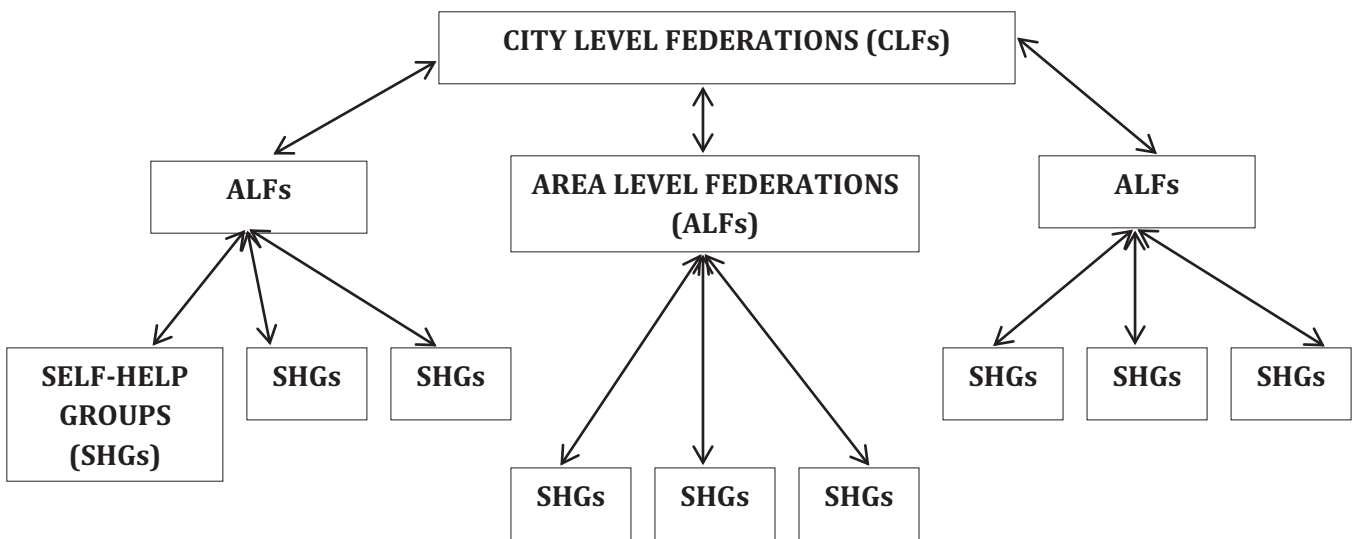 CITY LEVEL FEDERATIONS (CLFs)
ALFs
AREA LEVEL FEDERATIONS
(ALFs)
ALFs
SELF-HELP
GROUPS
(SHGs)
SHGs
SHGs
SHGs
SHGs
SHGs
SHGs
SHGs
SHGs